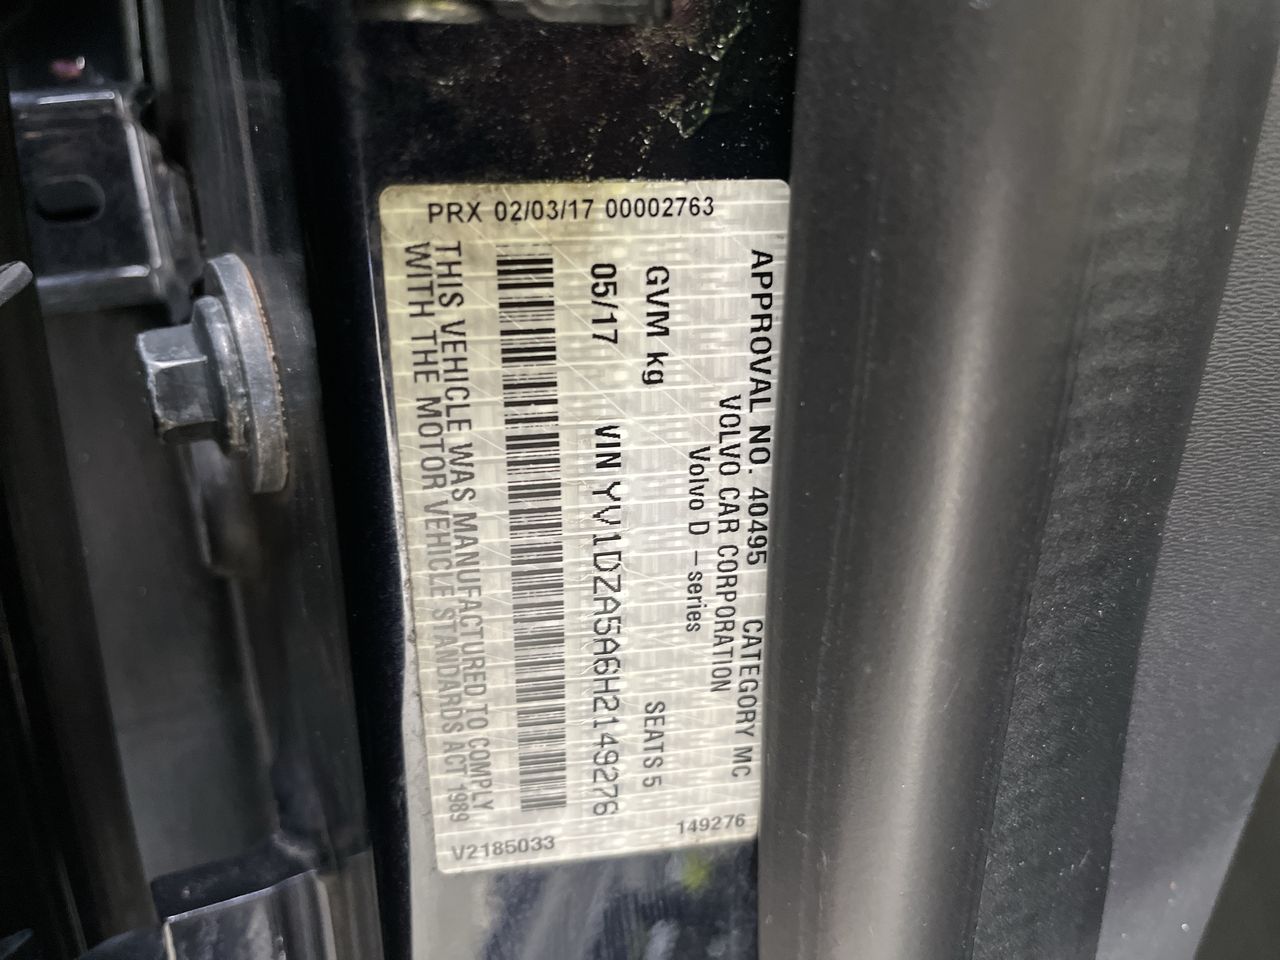 PRX 02/03/17 00002763
APPROVAL NO. 40495 CATEGORY MC
VOLVO CAR CORPORATION
Volvo D - series
GVM kg SEATS 5
05/17 VIN YV1DZA5A6H2149276
THIS VEHICLE WAS MANUFACTURED TO COMPLY
WITH THE MOTOR VEHICLE STANDARDS ACT 1989
V2185033 149276